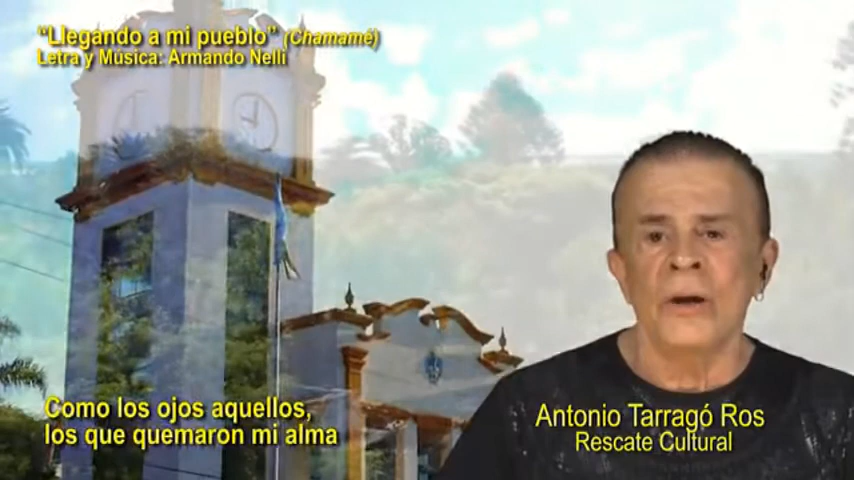 “Llegando a mi pueblo” (Chamamé)
Letra y Música: Armando Nelli
Como los ojos aquellos,
los que quemaron mi alma
Antonio Tarragó Ros
Rescate Cultural